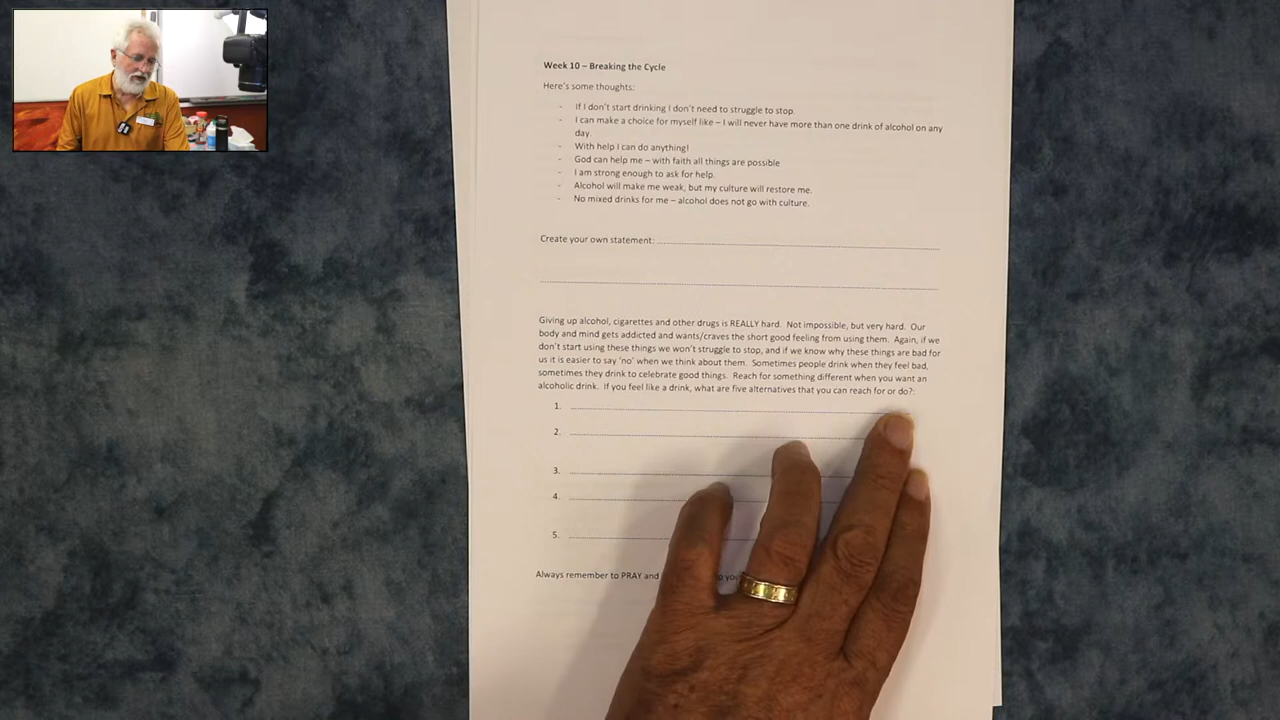 Week 10 – Breaking the Cycle
Here's some thoughts:
- If I don't start drinking I don't need to struggle to stop.
- I can make a choice for myself like – I will never have more than one drink of alcohol on any
day.
- With help I can do anything!
- God can help me – with faith all things are possible
- I am strong enough to ask for help.
- Alcohol will make me weak, but my culture will restore me.
- No mixed drinks for me – alcohol does not go with culture.
Create your own statement:
Giving up alcohol, cigarettes and other drugs is REALLY hard. Not impossible, but very hard. Our
body and mind gets addicted and wants/craves the short good feeling from using them. Again, if we
don't start using these things we won't struggle to stop, and if we know why these things are bad for
us it is easier to say 'no' when we think about them. Sometimes people drink when they feel bad,
sometimes they drink to celebrate good things. Reach for something different when you want an
alcoholic drink. If you feel like a drink, what are five alternatives that you can reach for or do?:
1.
2.
3.
4.
5.
Always remember to PRAY and